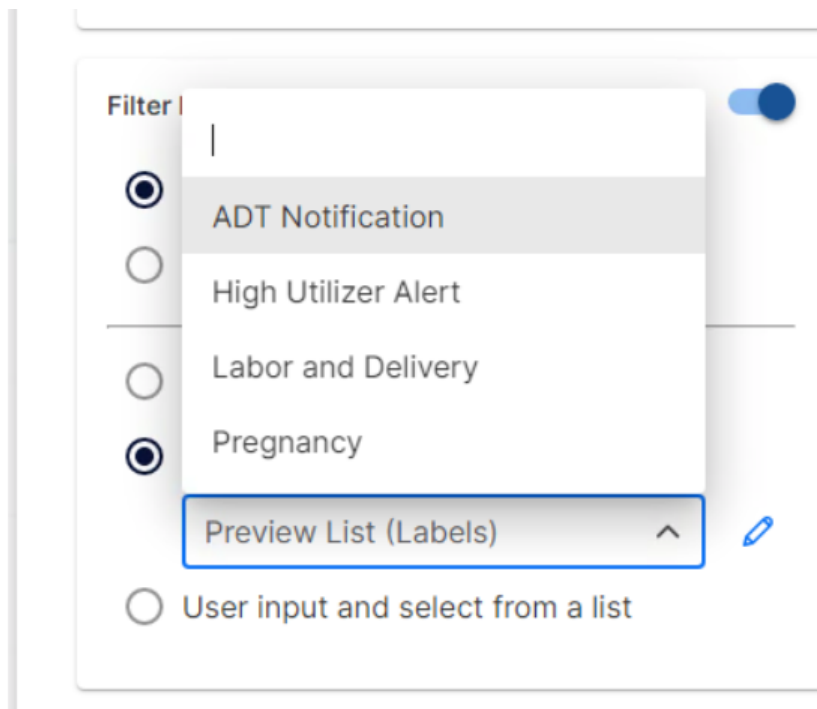 Filter
ADT Notification
High Utilizer Alert
Labor and Delivery
Pregnancy
Preview List (Labels)
User input and select from a list